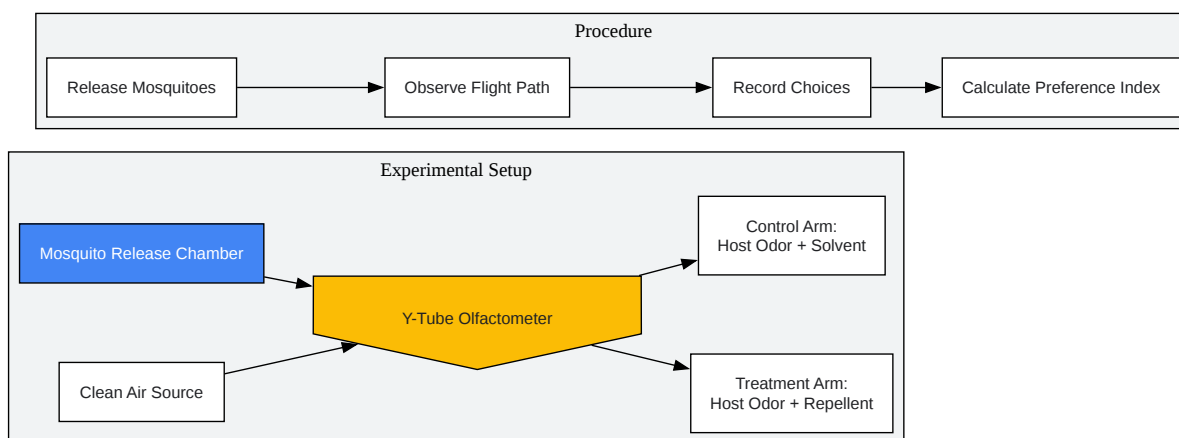 Procedure
Release Mosquitoes
Observe Flight Path
Record Choices
Calculate Preference Index
Experimental Setup
Mosquito Release Chamber
Clean Air Source
Y-Tube Olfactometer
Control Arm:
Host Odor + Solvent
Treatment Arm:
Host Odor + Repellent